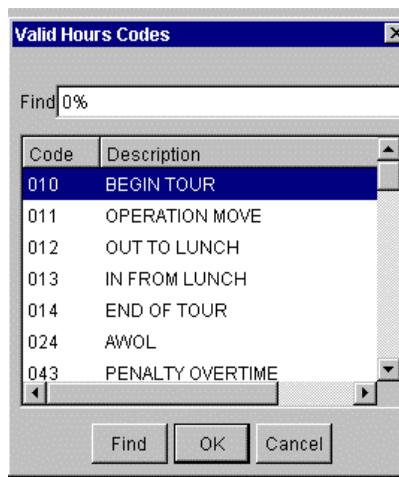 Valid Hours Codes
Find 0%
Code Description
010 BEGIN TOUR
011 OPERATION MOVE
012 OUT TO LUNCH
013 IN FROM LUNCH
014 END OF TOUR
024 AWOL
043 PENALTY OVERTIME
Find OK Cancel